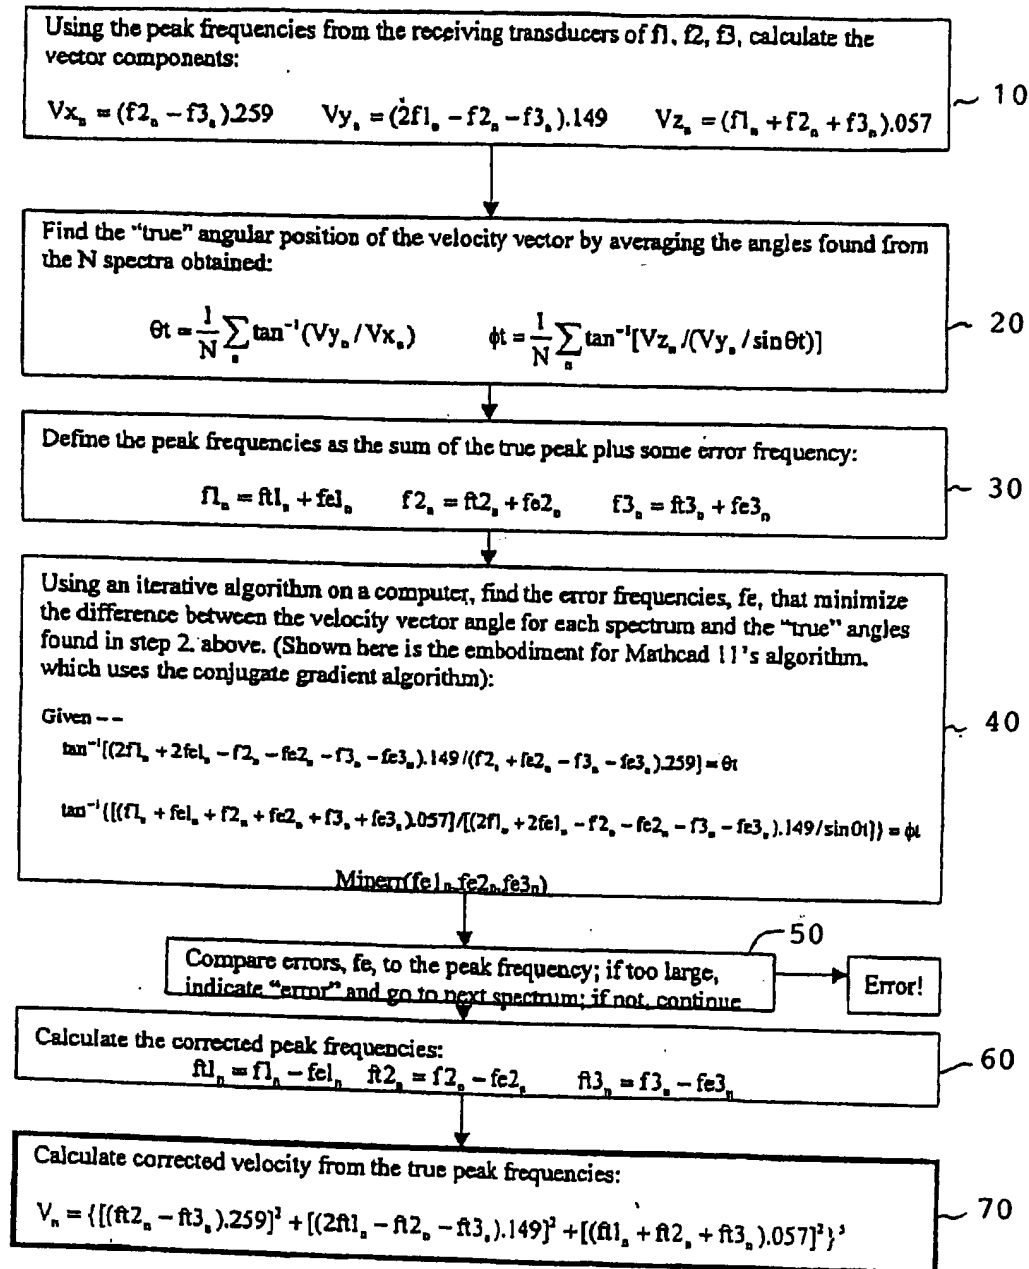 Using the peak frequencies from the receiving transducers of f1, f2, f3, calculate the
vector components:
Vxₙ = (f2ₙ − f3ₙ).259 Vyₙ = (2f1ₙ − f2ₙ − f3ₙ).149 Vzₙ = (f1ₙ + f2ₙ + f3ₙ).057
10
Find the "true" angular position of the velocity vector by averaging the angles found from
the N spectra obtained:
θt = 1/N ∑ₙ tan⁻¹(Vyₙ/Vxₙ) ϕt = 1/N ∑ₙ tan⁻¹[Vzₙ/(Vyₙ/sinθt)]
20
Define the peak frequencies as the sum of the true peak plus some error frequency:
f1ₙ = ft1ₙ + fe1ₙ f2ₙ = ft2ₙ + fe2ₙ f3ₙ = ft3ₙ + fe3ₙ
30
Using an iterative algorithm on a computer, find the error frequencies, fe, that minimize
the difference between the velocity vector angle for each spectrum and the "true" angles
found in step 2. above. (Shown here is the embodiment for Mathcad 11's algorithm.
which uses the conjugate gradient algorithm):
Given --
tan⁻¹[(2f1ₙ + 2fe1ₙ − f2ₙ − fe2ₙ − f3ₙ − fe3ₙ).149/(f2ₙ + fe2ₙ − f3ₙ − fe3ₙ).259] = θt
tan⁻¹{[(f1ₙ + fe1ₙ + f2ₙ + fe2ₙ + f3ₙ + fe3ₙ).057]/[(2f1ₙ + 2fe1ₙ − f2ₙ − fe2ₙ − f3ₙ − fe3ₙ).149/sinθt]} = ϕt
Minerr(fe1ₙ,fe2ₙ,fe3ₙ)
40
50
Compare errors, fe, to the peak frequency; if too large,
indicate "error" and go to next spectrum; if not, continue
Error!
Calculate the corrected peak frequencies:
ft1ₙ = f1ₙ − fe1ₙ ft2ₙ = f2ₙ − fe2ₙ ft3ₙ = f3ₙ − fe3ₙ
60
Calculate corrected velocity from the true peak frequencies:
Vₙ = {[(ft2ₙ − ft3ₙ).259]² + [(2ft1ₙ − ft2ₙ − ft3ₙ).149]² + [(ft1ₙ + ft2ₙ + ft3ₙ).057]²}
70